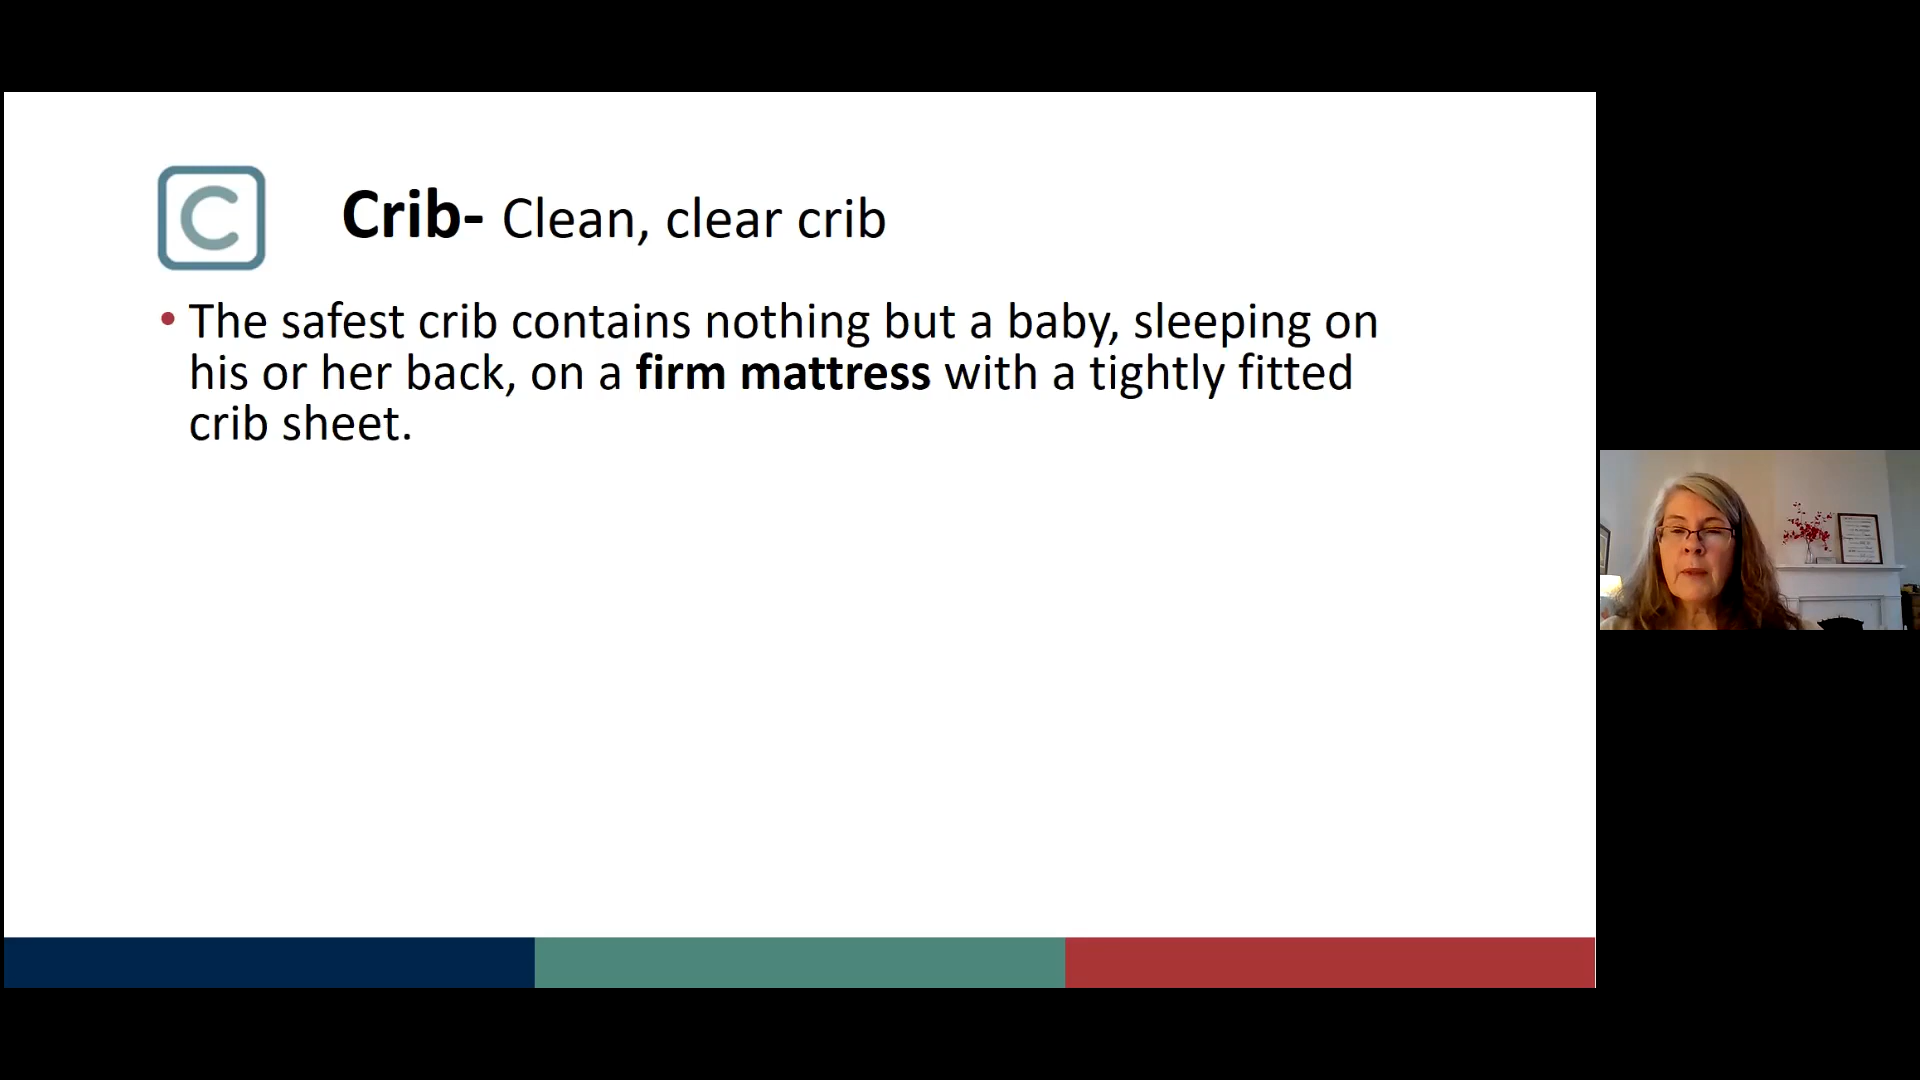 C
Crib- Clean, clear crib
• The safest crib contains nothing but a baby, sleeping on
his or her back, on a firm mattress with a tightly fitted
crib sheet.